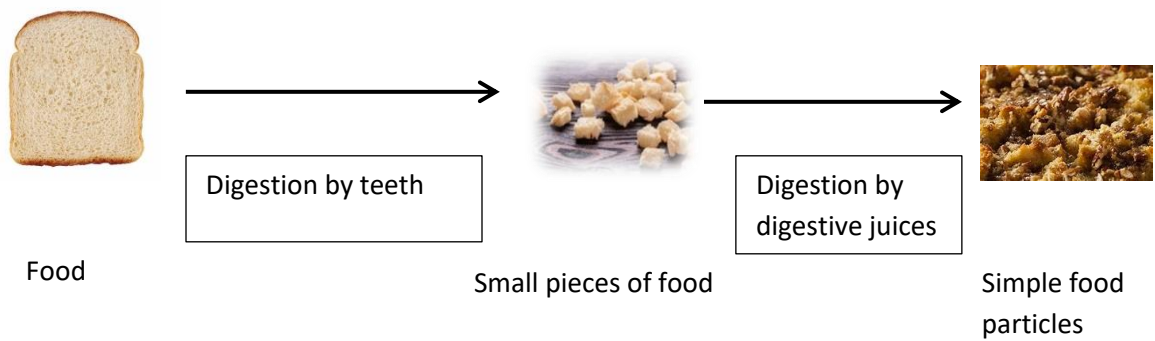 Digestion by teeth
Digestion by
digestive juices
Food
Small pieces of food
Simple food
particles